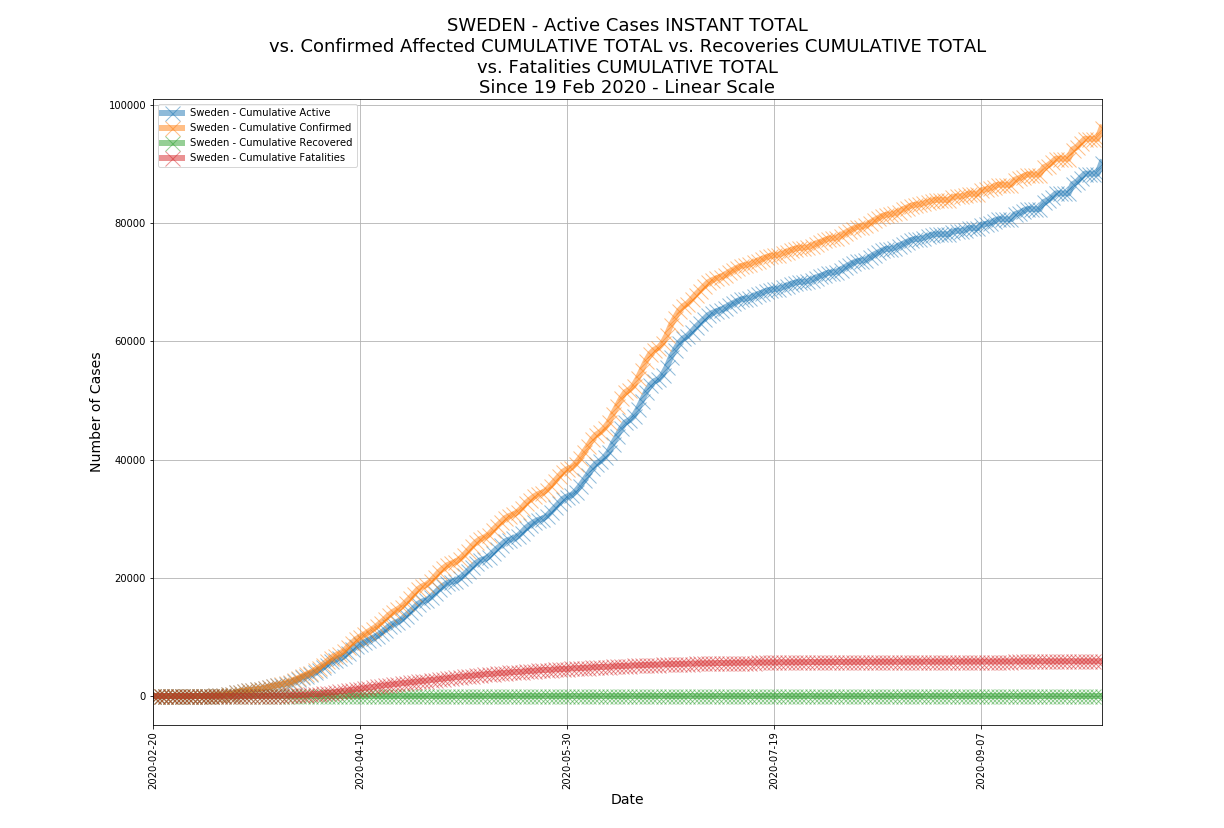 SWEDEN - Active Cases INSTANT TOTAL
vs. Confirmed Affected CUMULATIVE TOTAL vs. Recoveries CUMULATIVE TOTAL
vs. Fatalities CUMULATIVE TOTAL
Since 19 Feb 2020 - Linear Scale
Sweden - Cumulative Active
Sweden - Cumulative Confirmed
Sweden - Cumulative Recovered
Sweden - Cumulative Fatalities
Number of Cases
100000
80000
60000
40000
20000
0
2020-02-20
2020-04-10
2020-05-30
2020-07-19
2020-09-07
Date